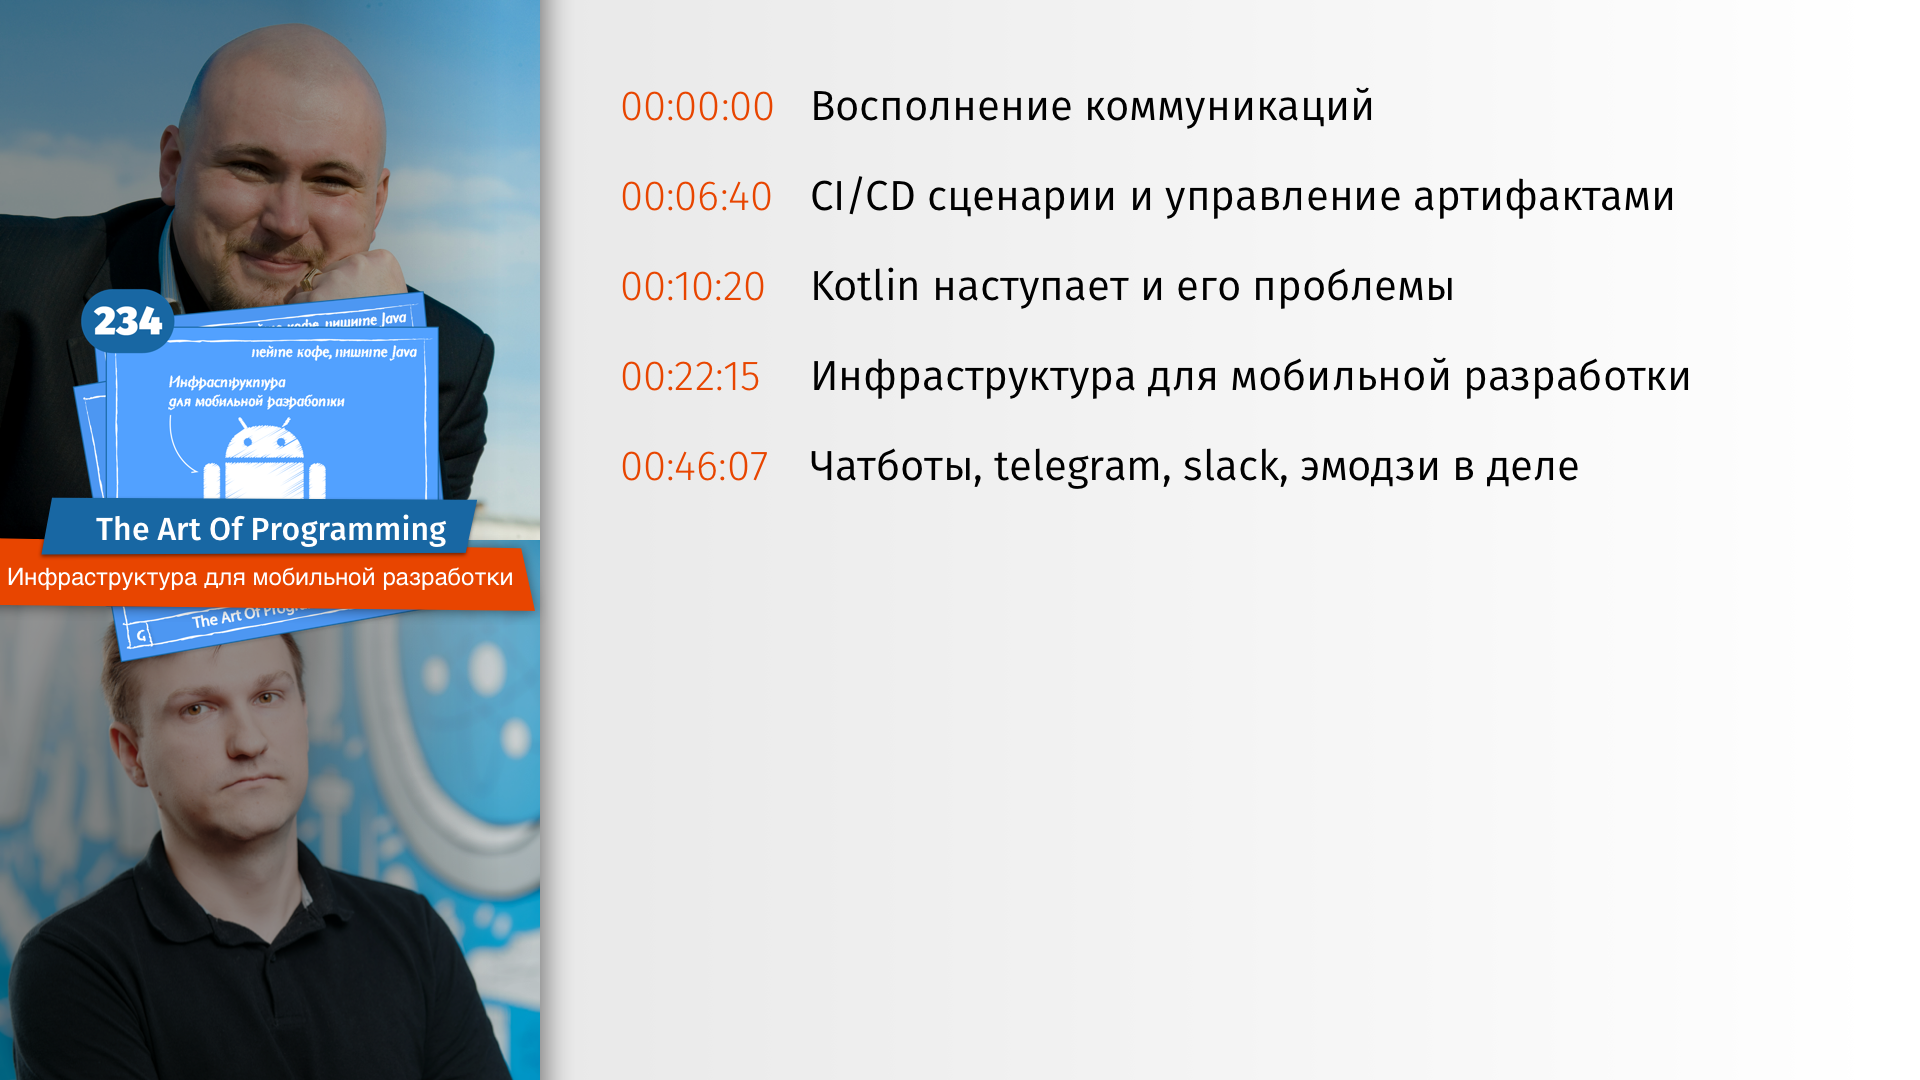 00:00:00 Восполнение коммуникаций
00:06:40 CI/CD сценарии и управление артифактами
00:10:20 Kotlin наступает и его проблемы
00:22:15 Инфраструктура для мобильной разработки
00:46:07 Чатботы, telegram, slack, эмодзи в деле
234
кофе, пишите Java
пейте кофе, пишите Java
Инфраструктура
для мобильной разработки
The Art Of Programming
Инфраструктура для мобильной разработки
The Art Of
G